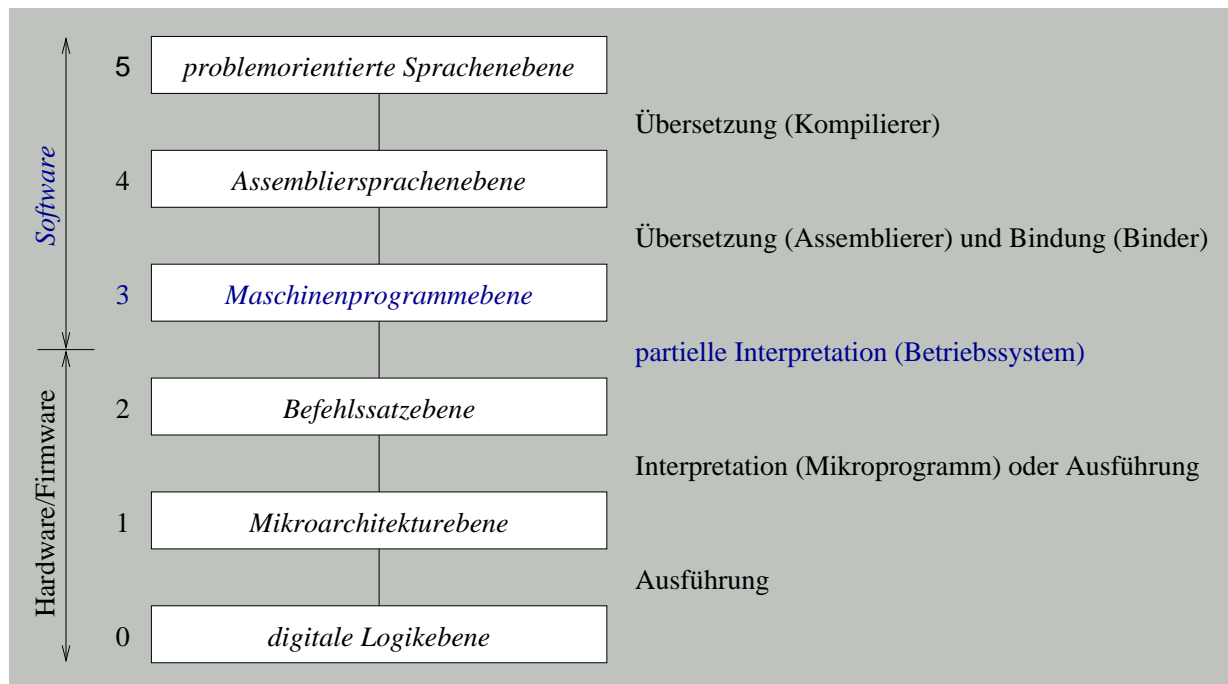 5 problemorientierte Sprachenebene
Übersetzung (Kompilierer)
4 Assembliersprachenebene
Übersetzung (Assemblierer) und Bindung (Binder)
3 Maschinenprogrammebene
partielle Interpretation (Betriebssystem)
2 Befehlssatzebene
Interpretation (Mikroprogramm) oder Ausführung
1 Mikroarchitekturebene
Ausführung
0 digitale Logikebene
Software
Hardware/Firmware